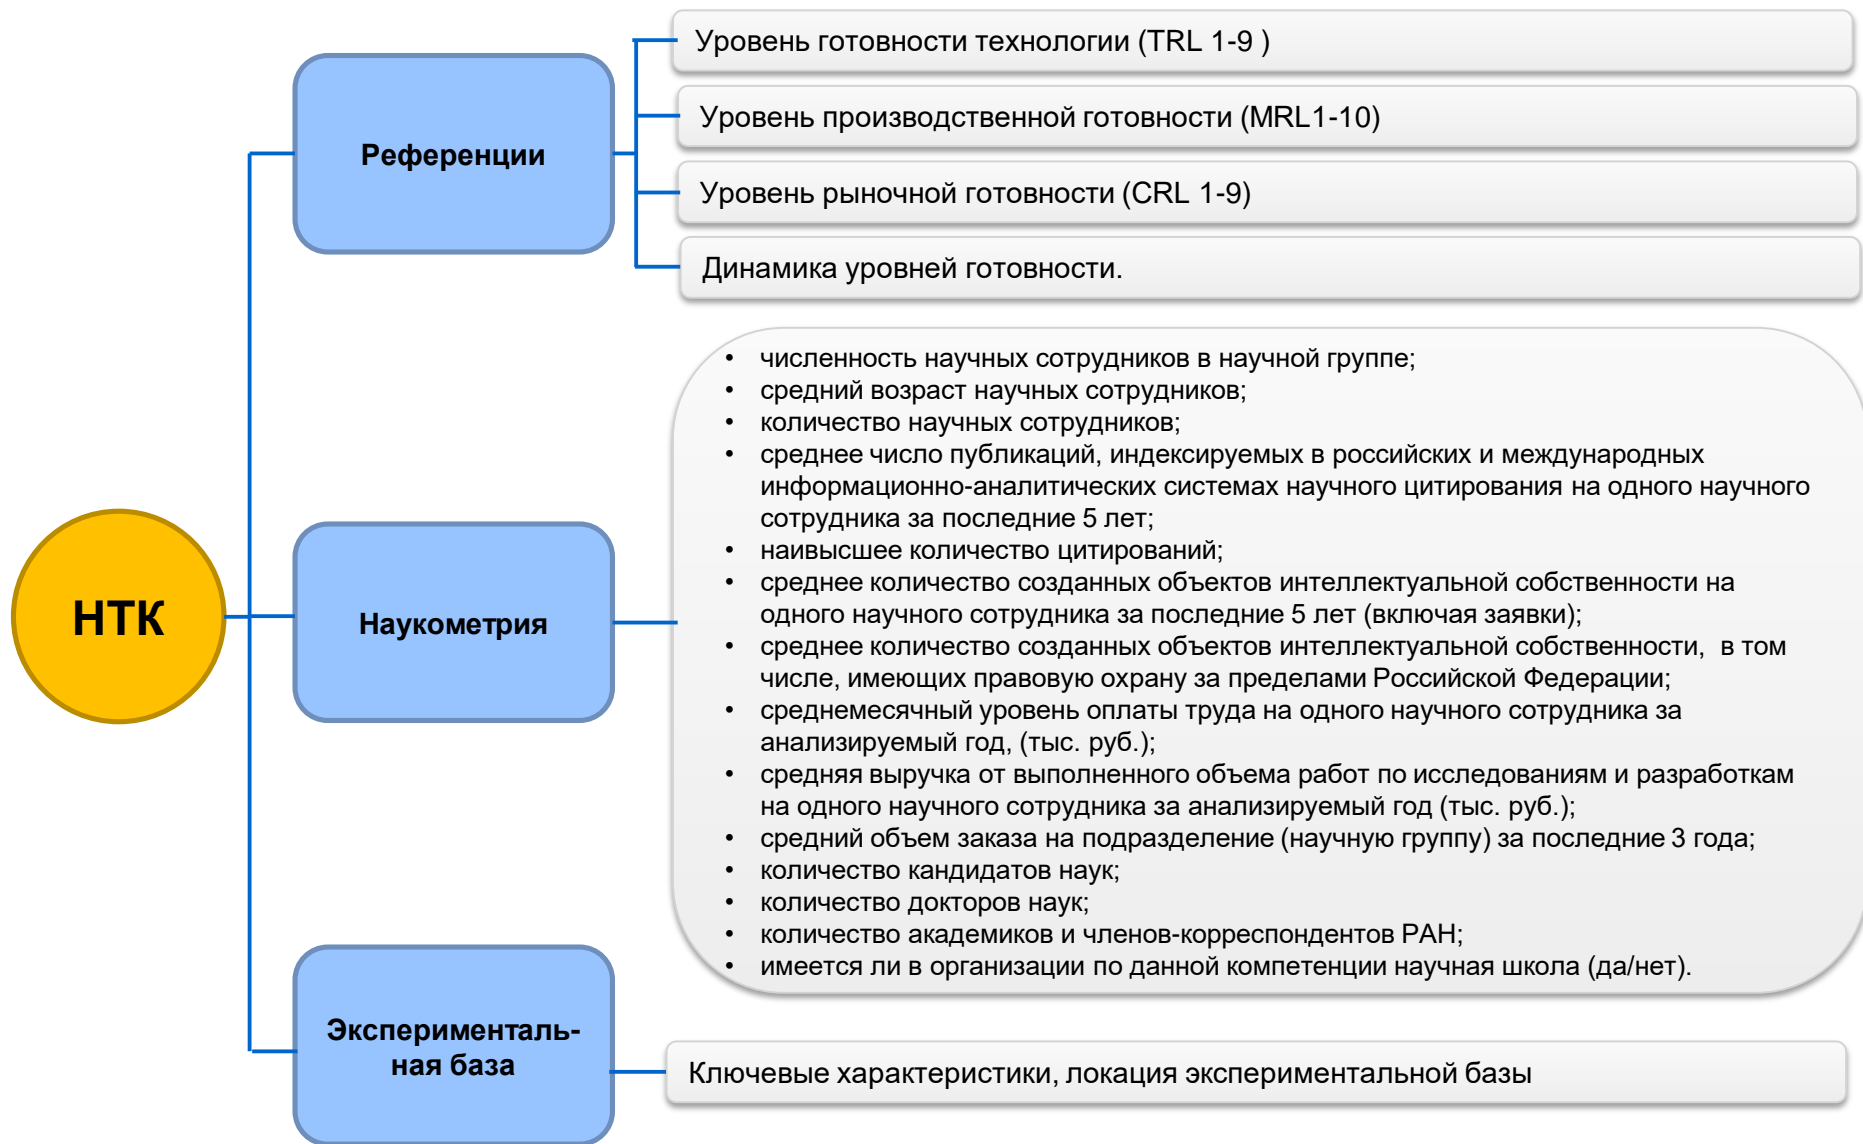 НТК
Референции
Уровень готовности технологии (TRL 1-9 )
Уровень производственной готовности (MRL1-10)
Уровень рыночной готовности (CRL 1-9)
Динамика уровней готовности.
Наукометрия
• численность научных сотрудников в научной группе;
• средний возраст научных сотрудников;
• количество научных сотрудников;
• среднее число публикаций, индексируемых в российских и международных
информационно-аналитических системах научного цитирования на одного научного
сотрудника за последние 5 лет;
• наивысшее количество цитирований;
• среднее количество созданных объектов интеллектуальной собственности на
одного научного сотрудника за последние 5 лет (включая заявки);
• среднее количество созданных объектов интеллектуальной собственности, в том
числе, имеющих правовую охрану за пределами Российской Федерации;
• среднемесячный уровень оплаты труда на одного научного сотрудника за
анализируемый год, (тыс. руб.);
• средняя выручка от выполненного объема работ по исследованиям и разработкам
на одного научного сотрудника за анализируемый год (тыс. руб.);
• средний объем заказа на подразделение (научную группу) за последние 3 года;
• количество кандидатов наук;
• количество докторов наук;
• количество академиков и членов-корреспондентов РАН;
• имеется ли в организации по данной компетенции научная школа (да/нет).
Эксперименталь-
ная база
Ключевые характеристики, локация экспериментальной базы